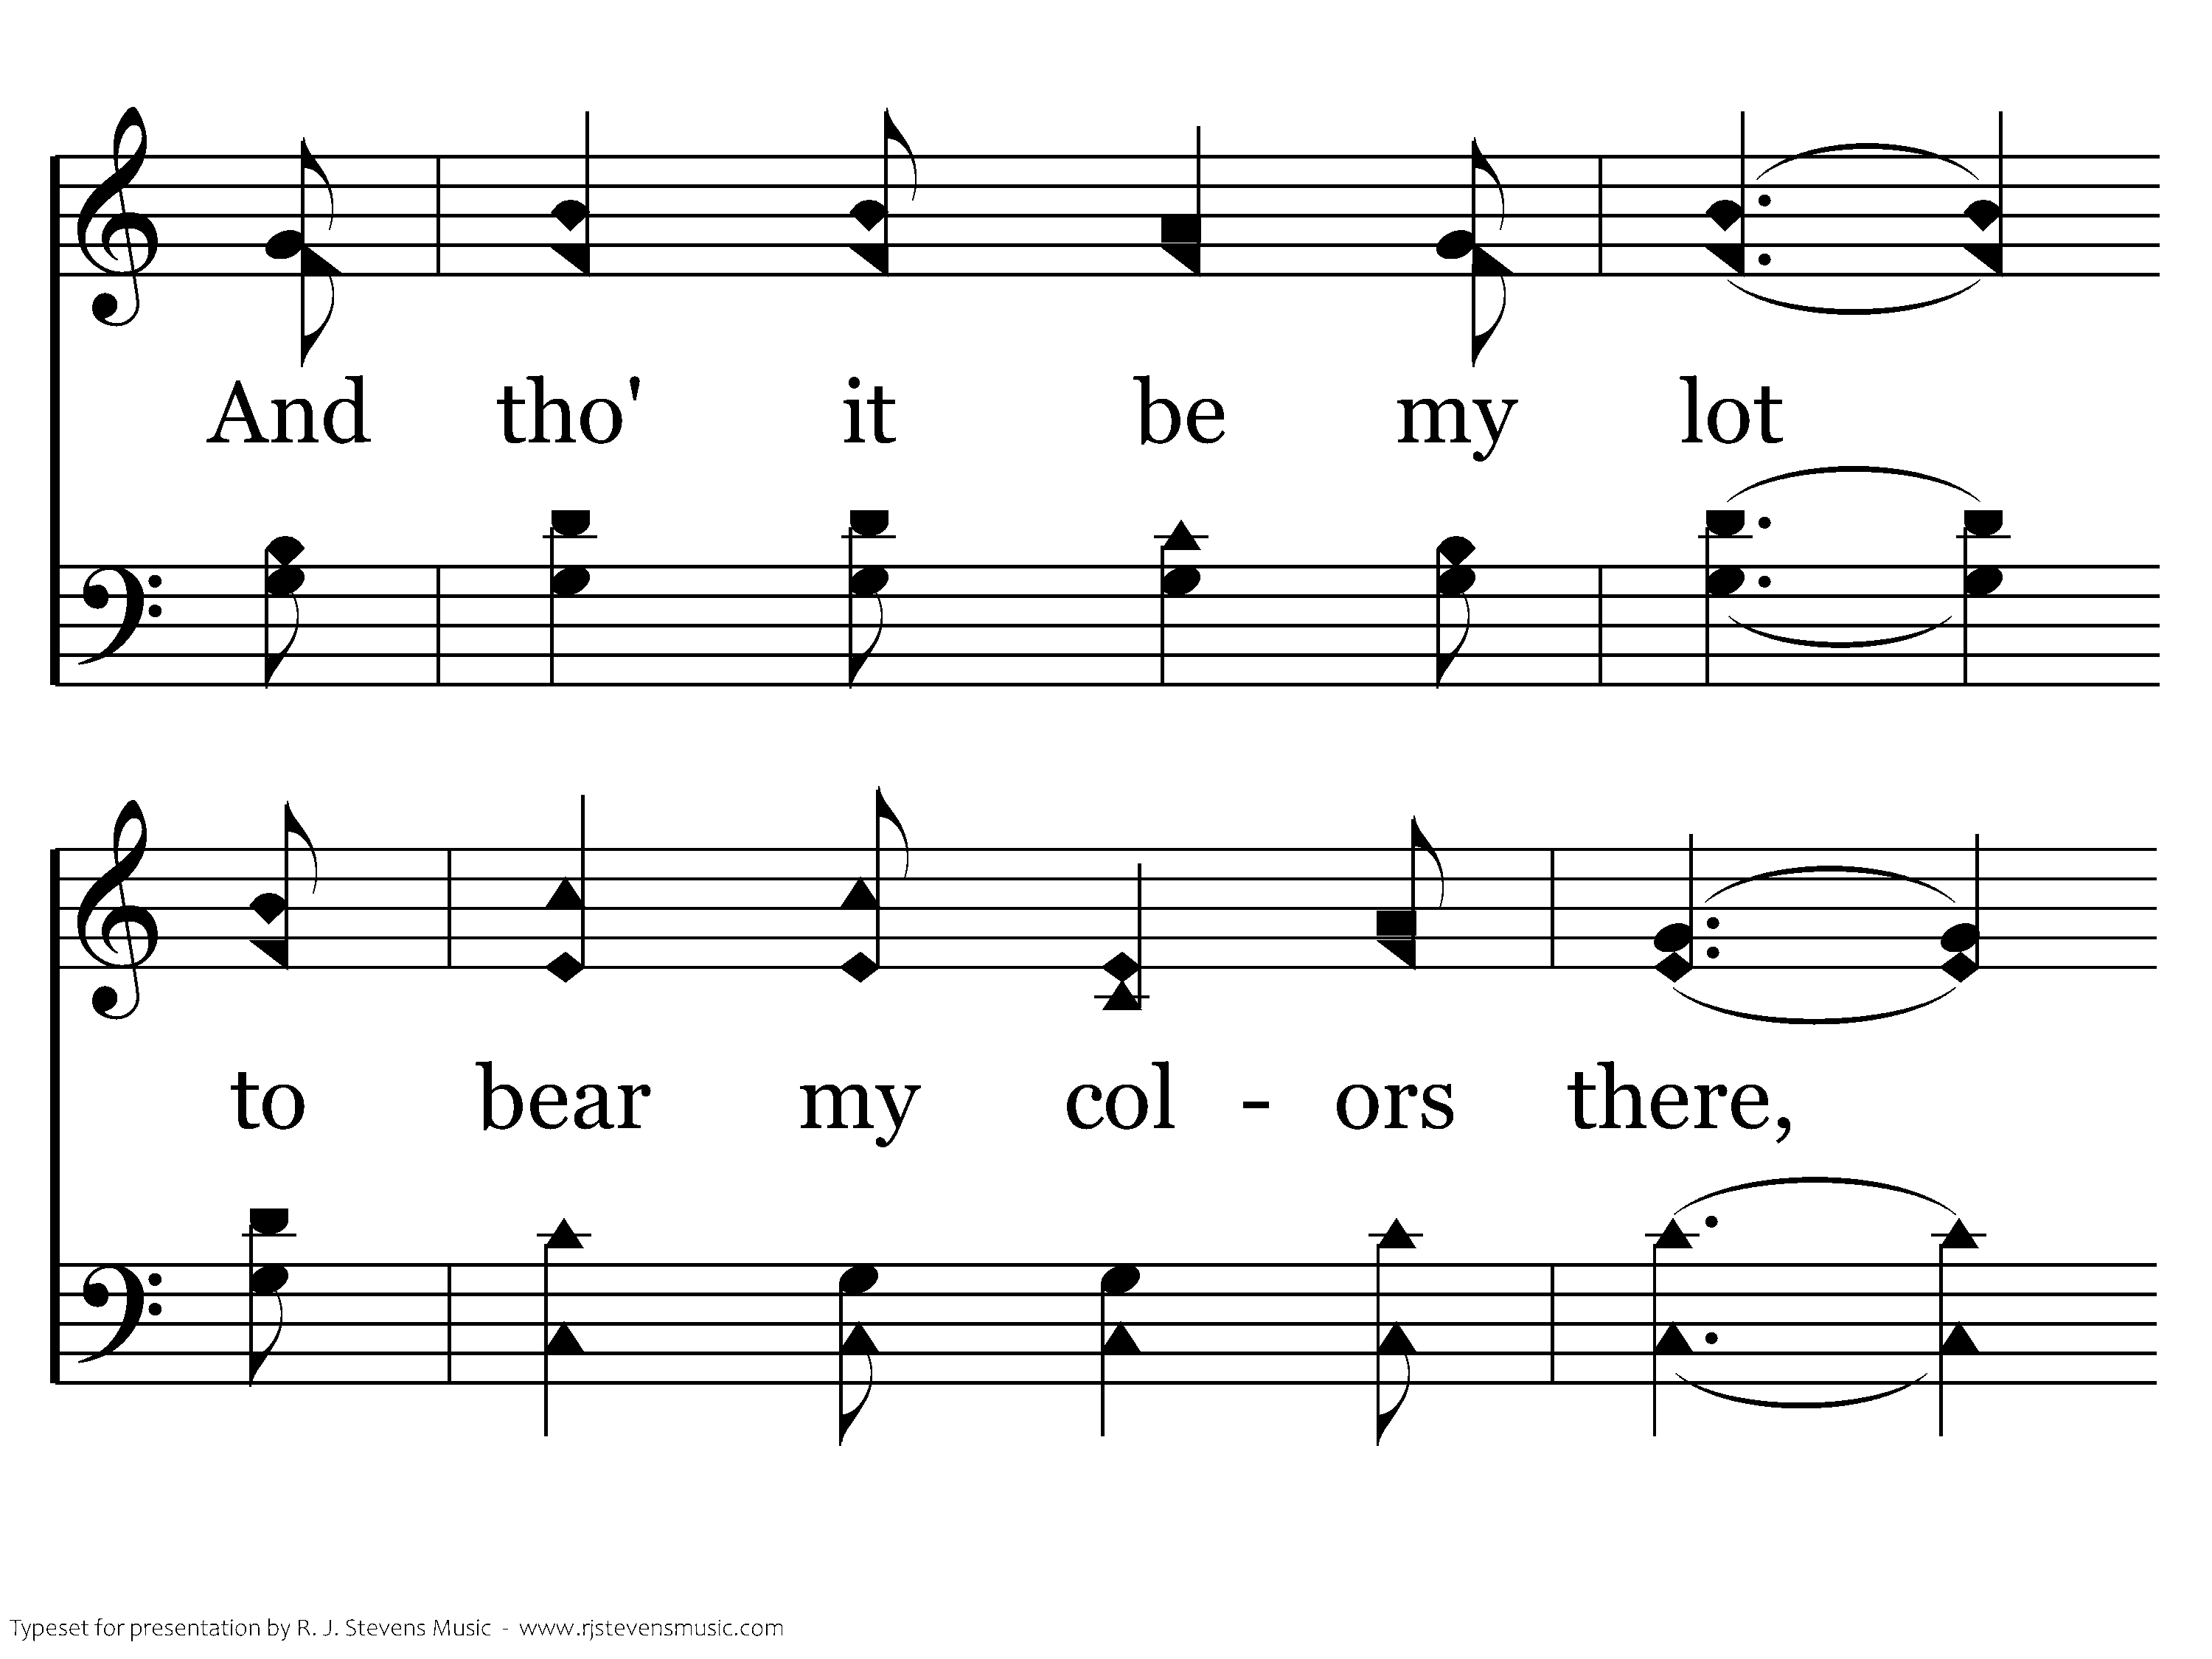 And tho' it be my lot
to bear my col - ors there,
Typeset for presentation by R. J. Stevens Music - www.rjstevensmusic.com